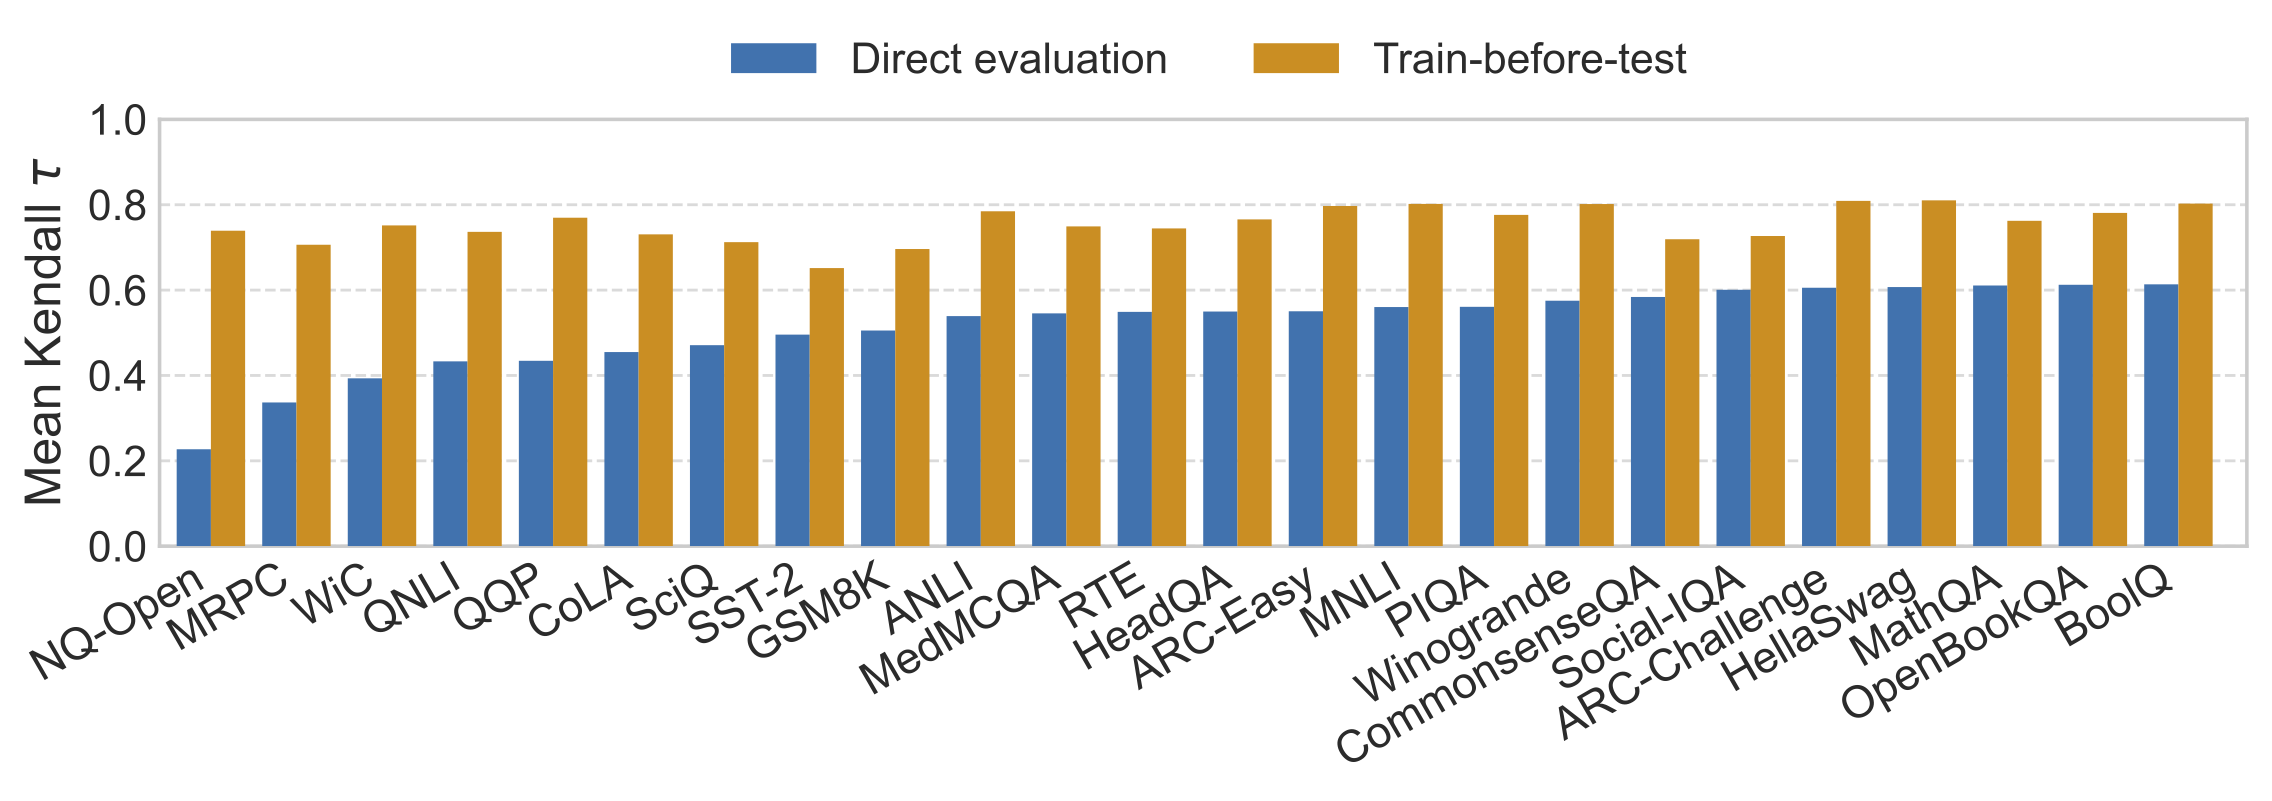 Direct evaluation
Train-before-test
Mean Kendall τ
1.0
0.8
0.6
0.4
0.2
0.0
NQ-Open
MRPC
WiC
QNLI
QQP
CoLA
SciQ
SST-2
GSM8K
ANLI
MedMCQA
RTE
HeadQA
ARC-Easy
MNLI
PIQA
Winogrande
CommonsenseQA
Social-IQA
ARC-Challenge
HellaSwag
MathQA
OpenBookQA
BoolQ